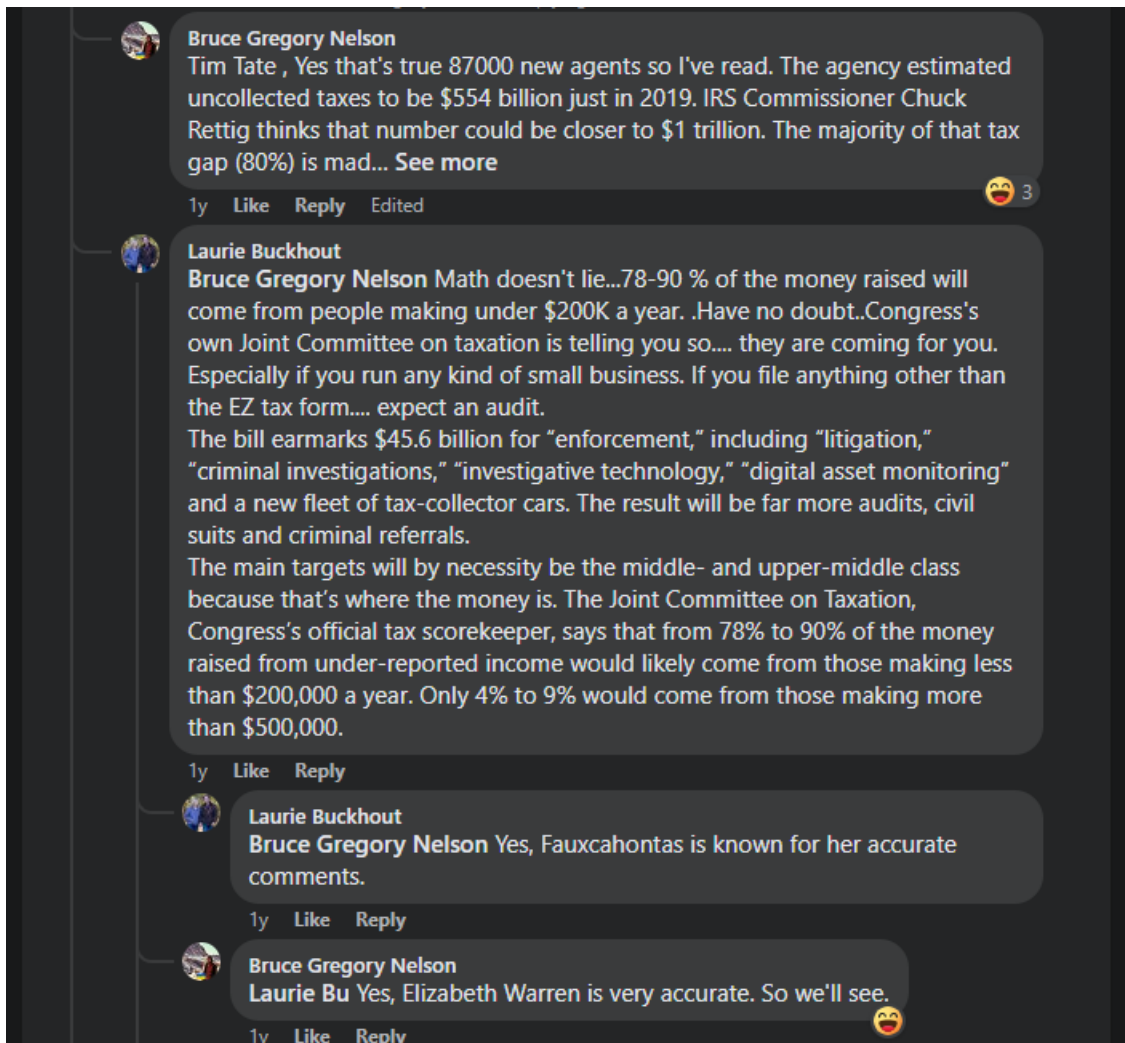 Bruce Gregory Nelson
Tim Tate , Yes that's true 87000 new agents so I've read. The agency estimated
uncollected taxes to be $554 billion just in 2019. IRS Commissioner Chuck
Rettig thinks that number could be closer to $1 trillion. The majority of that tax
gap (80%) is mad... See more
1y Like Reply Edited
3
Laurie Buckhout
Bruce Gregory Nelson Math doesn't lie...78-90 % of the money raised will
come from people making under $200K a year. .Have no doubt..Congress's
own Joint Committee on taxation is telling you so.... they are coming for you.
Especially if you run any kind of small business. If you file anything other than
the EZ tax form.... expect an audit.
The bill earmarks $45.6 billion for “enforcement,” including “litigation,”
“criminal investigations,” “investigative technology,” “digital asset monitoring”
and a new fleet of tax-collector cars. The result will be far more audits, civil
suits and criminal referrals.
The main targets will by necessity be the middle- and upper-middle class
because that’s where the money is. The Joint Committee on Taxation,
Congress’s official tax scorekeeper, says that from 78% to 90% of the money
raised from under-reported income would likely come from those making less
than $200,000 a year. Only 4% to 9% would come from those making more
than $500,000.
1y Like Reply
Laurie Buckhout
Bruce Gregory Nelson Yes, Fauxcahontas is known for her accurate
comments.
1y Like Reply
Bruce Gregory Nelson
Laurie Bu Yes, Elizabeth Warren is very accurate. So we'll see.
1y Like Reply